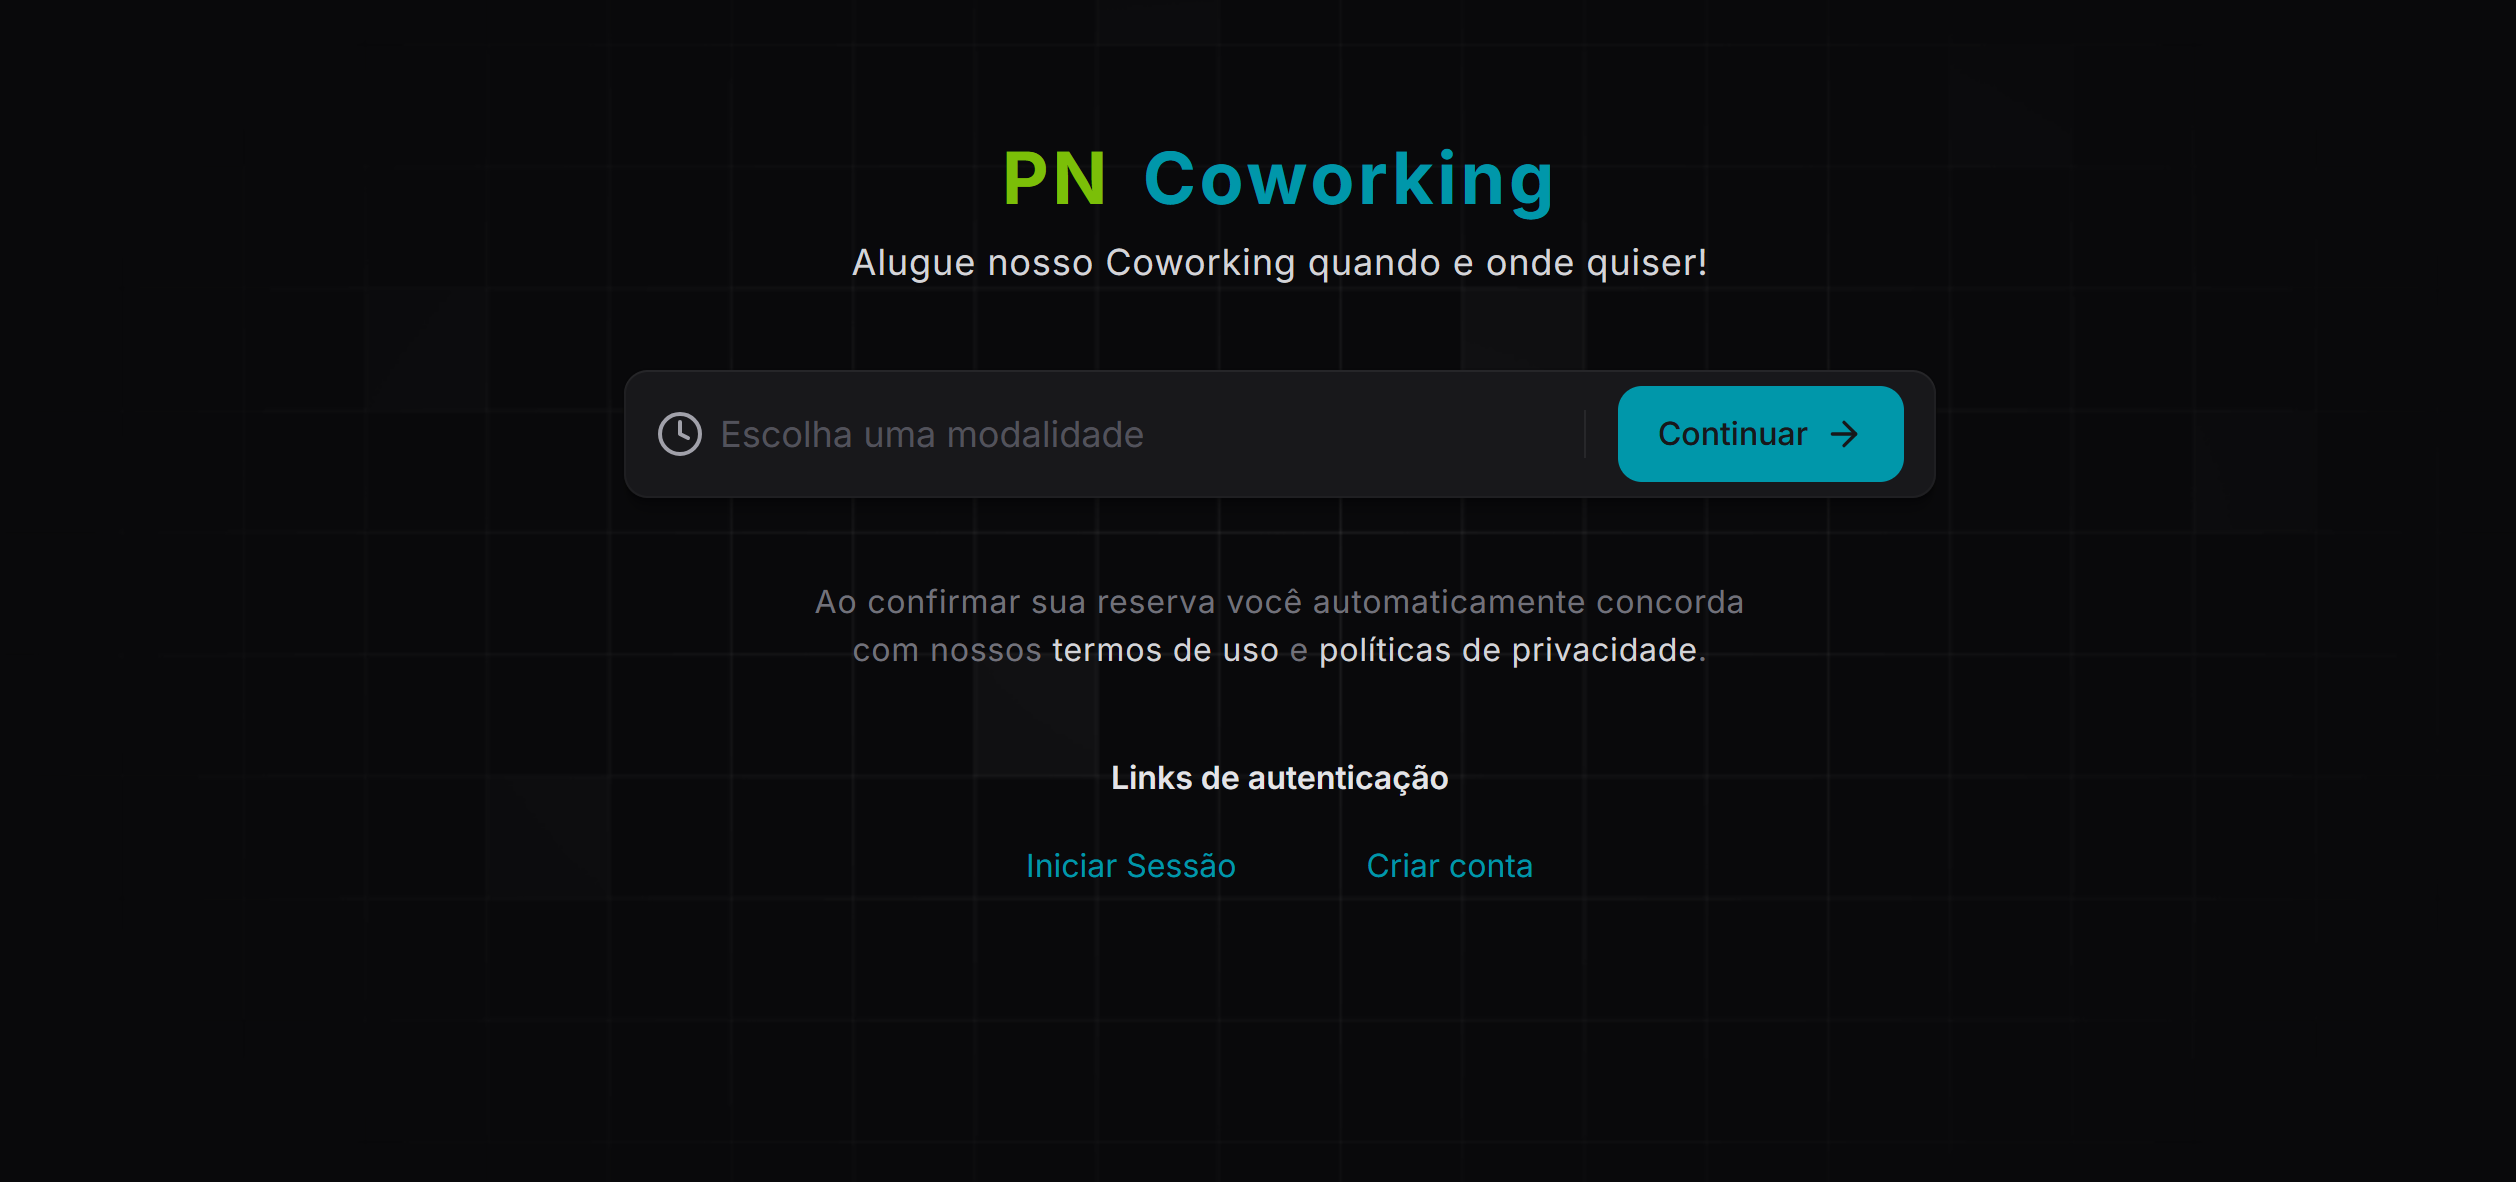 PN Coworking
Alugue nosso Coworking quando e onde quiser!
Escolha uma modalidade
Continuar
Ao confirmar sua reserva você automaticamente concorda
com nossos termos de uso e políticas de privacidade.
Links de autenticação
Iniciar Sessão
Criar conta